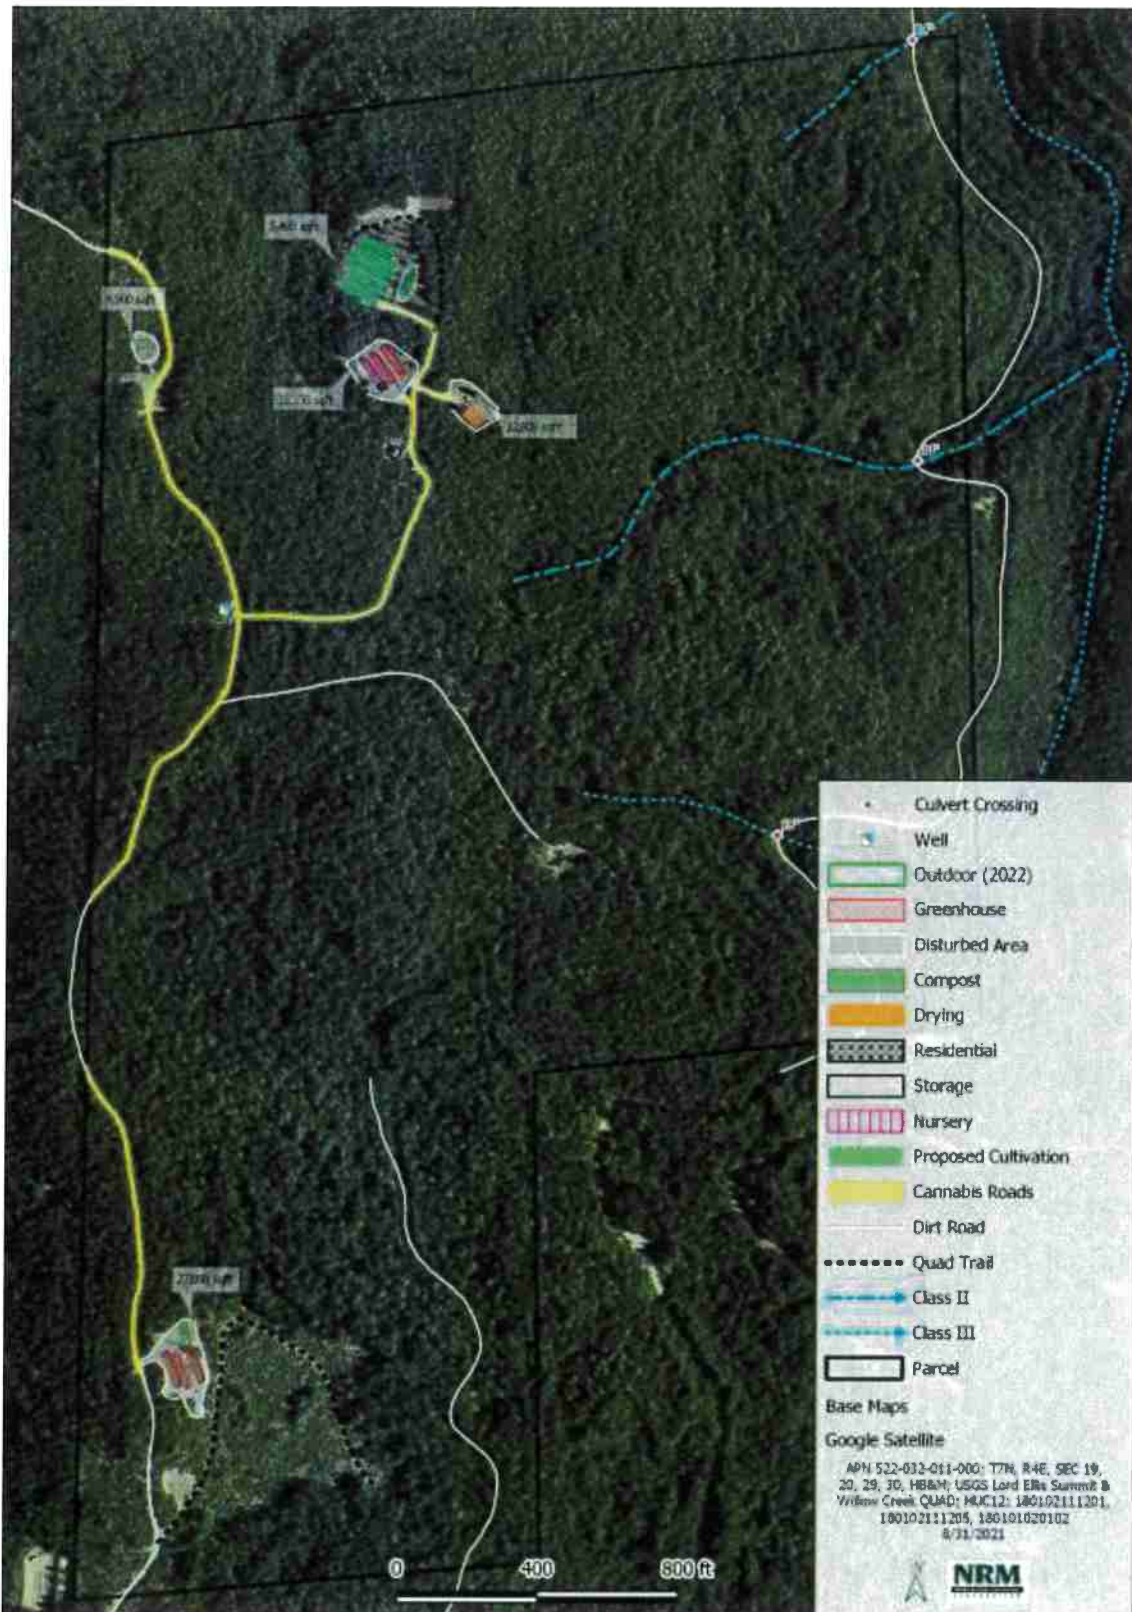 Culvert Crossing
Well
Outdoor (2022)
Greenhouse
Disturbed Area
Compost
Drying
Residential
Storage
Nursery
Proposed Cultivation
Cannabis Roads
Dirt Road
Quad Trail
Class II
Class III
Parcel
Base Maps
Google Satellite
APN 522-032-011-000; T7N, R4E, SEC 19,
20, 29, 30, HB&M; USGS Lord Ellis Summit &
Willow Creek QUAD; HUC12: 180102111201,
180102111205, 180101020102
8/31/2021
0 400 800 ft
NRM